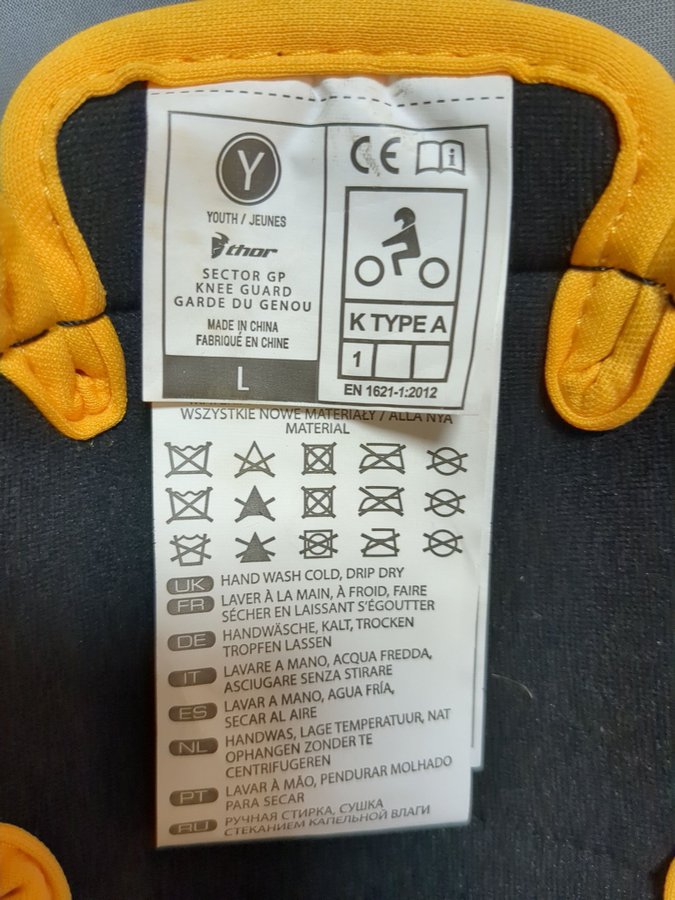 Y
YOUTH / JEUNES
thor
SECTOR GP
KNEE GUARD
GARDE DU GENOU
MADE IN CHINA
FABRIQUÉ EN CHINE
L
CE i
K TYPE A
1
EN 1621-1:2012
WSZYSTKIE NOWE MATERIAŁY / ALLA NYA
MATERIAL
UK HAND WASH COLD, DRIP DRY
FR LAVER À LA MAIN, À FROID, FAIRE
SÉCHER EN LAISSANT S'ÉGOUTTER
DE HANDWÄSCHE, KALT, TROCKEN
TROPFEN LASSEN
IT LAVARE A MANO, ACQUA FREDDA,
ASCIUGARE SENZA STIRARE
ES LAVAR A MANO, AGUA FRÍA,
SECAR AL AIRE
NL HANDWAS, LAGE TEMPERATUUR, NAT
OPHANGEN ZONDER TE
CENTRIFUGEREN
PT LAVAR À MÃO, PENDURAR MOLHADO
PARA SECAR
RU РУЧНАЯ СТИРКА, СУШКА
СТЕКАНИЕМ КАПЕЛЬНОЙ ВЛАГИ